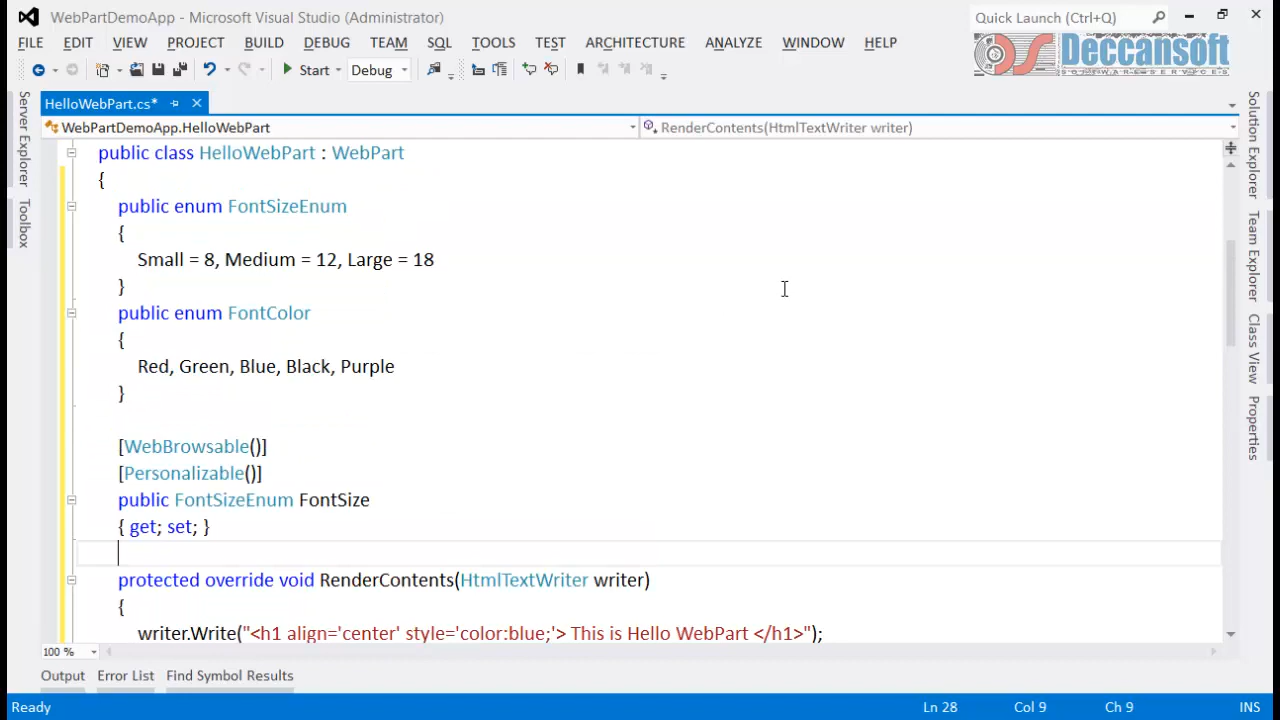 WebPartDemoApp - Microsoft Visual Studio (Administrator)
Quick Launch (Ctrl+Q)
FILE EDIT VIEW PROJECT BUILD DEBUG TEAM SQL TOOLS TEST ARCHITECTURE ANALYZE WINDOW HELP
Start Debug
Deccansoft
SOFTWARE SERVICES
HelloWebPart.cs*
WebPartDemoApp.HelloWebPart
RenderContents(HtmlTextWriter writer)
public class HelloWebPart : WebPart
{
public enum FontSizeEnum
{
Small = 8, Medium = 12, Large = 18
}
public enum FontColor
{
Red, Green, Blue, Black, Purple
}
[WebBrowsable()]
[Personalizable()]
public FontSizeEnum FontSize
{ get; set; }
protected override void RenderContents(HtmlTextWriter writer)
{
writer.Write("<h1 align='center' style='color:blue;'> This is Hello WebPart </h1>");
Server Explorer
Toolbox
Solution Explorer
Team Explorer
Class View
Properties
100 %
Output Error List Find Symbol Results
Ready Ln 28 Col 9 Ch 9 INS